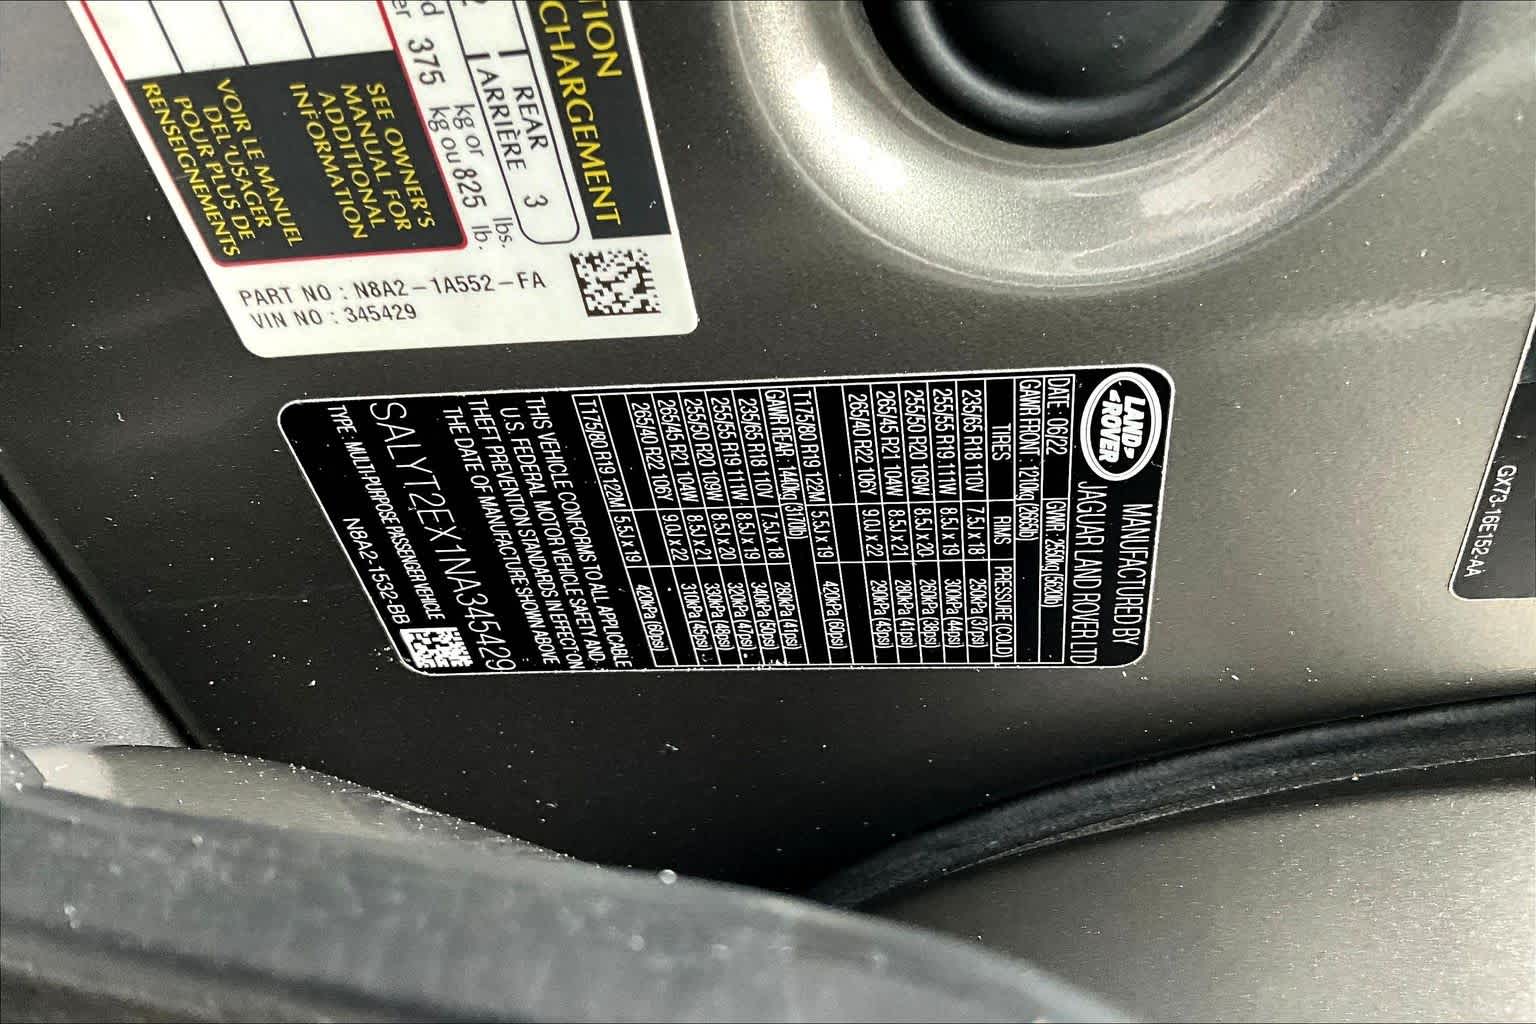 TION
CHARGEMENT
REAR
ARRIÈRE 3
375 kg or
kg ou 825 lbs.
lb.
SEE OWNER'S
MANUAL FOR
ADDITIONAL
INFORMATION
VOIR LE MANUEL
DEL'USAGER
POUR PLUS DE
RENSEIGNEMENTS
PART NO : N8A2-1A552-FA
VIN NO : 345429
LAND
ROVER
MANUFACTURED BY
JAGUAR LAND ROVER LTD
DATE: 06/22 GVWR: 2550kg (5620lb)
GAWR FRONT : 1210kg (2665lb)
TIRES RIMS PRESSURE (COLD)
235/65 R18 110V 7.5J x 18 250kPa (37psi)
255/55 R19 111W 8.5J x 19 300kPa (44psi)
255/50 R20 109W 8.5J x 20 260kPa (38psi)
265/45 R21 104W 8.5J x 21 280kPa (41psi)
265/40 R22 106Y 9.0J x 22 290kPa (43psi)
T175/80 R19 122M 5.5J x 19 420kPa (60psi)
GAWR REAR : 1440kg (3170lb)
235/65 R18 110V 7.5J x 18 280kPa (41psi)
255/55 R19 111W 8.5J x 19 340kPa (50psi)
255/50 R20 109W 8.5J x 20 320kPa (47psi)
265/45 R21 104W 8.5J x 21 330kPa (48psi)
265/40 R22 106Y 9.0J x 22 310kPa (45psi)
T175/80 R19 122M 5.5J x 19 420kPa (60psi)
THIS VEHICLE CONFORMS TO ALL APPLICABLE
U.S. FEDERAL MOTOR VEHICLE SAFETY AND
THEFT PREVENTION STANDARDS IN EFFECT ON
THE DATE OF MANUFACTURE SHOWN ABOVE
SALYT2EX1NA345429
TYPE : MULTI-PURPOSE PASSENGER VEHICLE
N8A2-1532-BB
GX73-16E152-AA